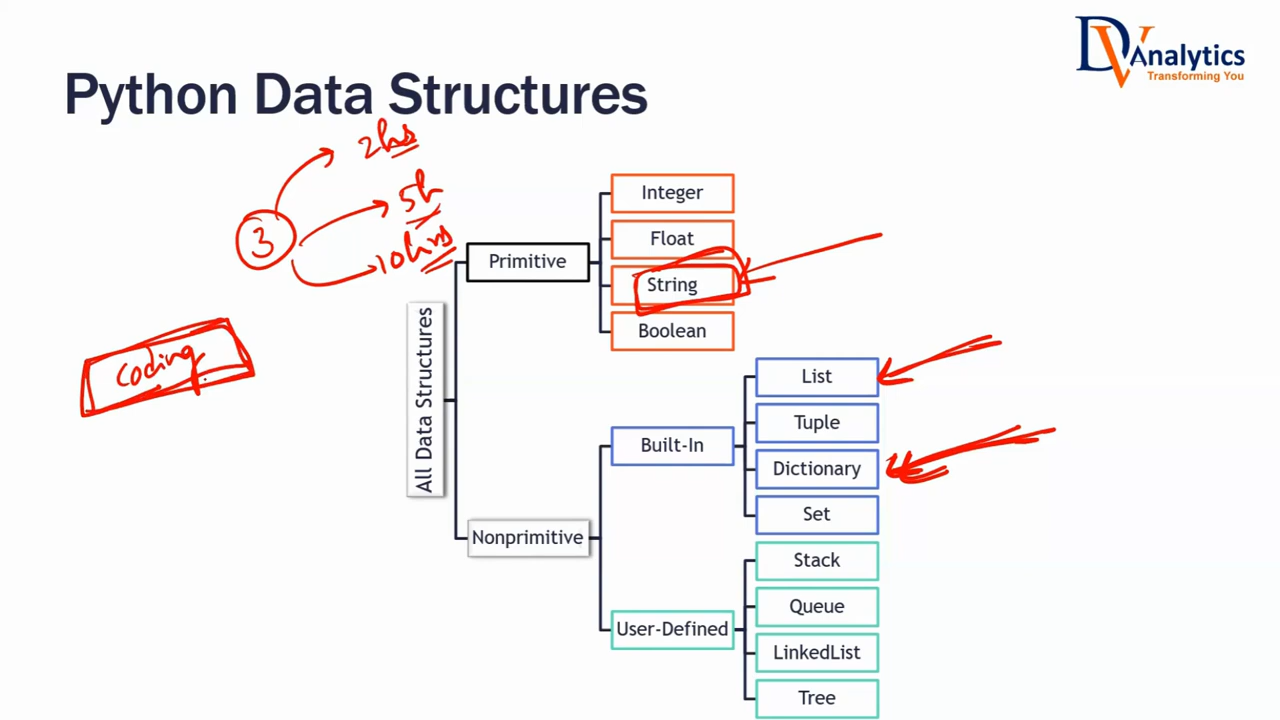 DV Analytics
Transforming You
Python Data Structures
2hs
5h
3
10hrs
Coding
All Data Structures
Primitive
Integer
Float
String
Boolean
Nonprimitive
Built-In
List
Tuple
Dictionary
Set
User-Defined
Stack
Queue
LinkedList
Tree